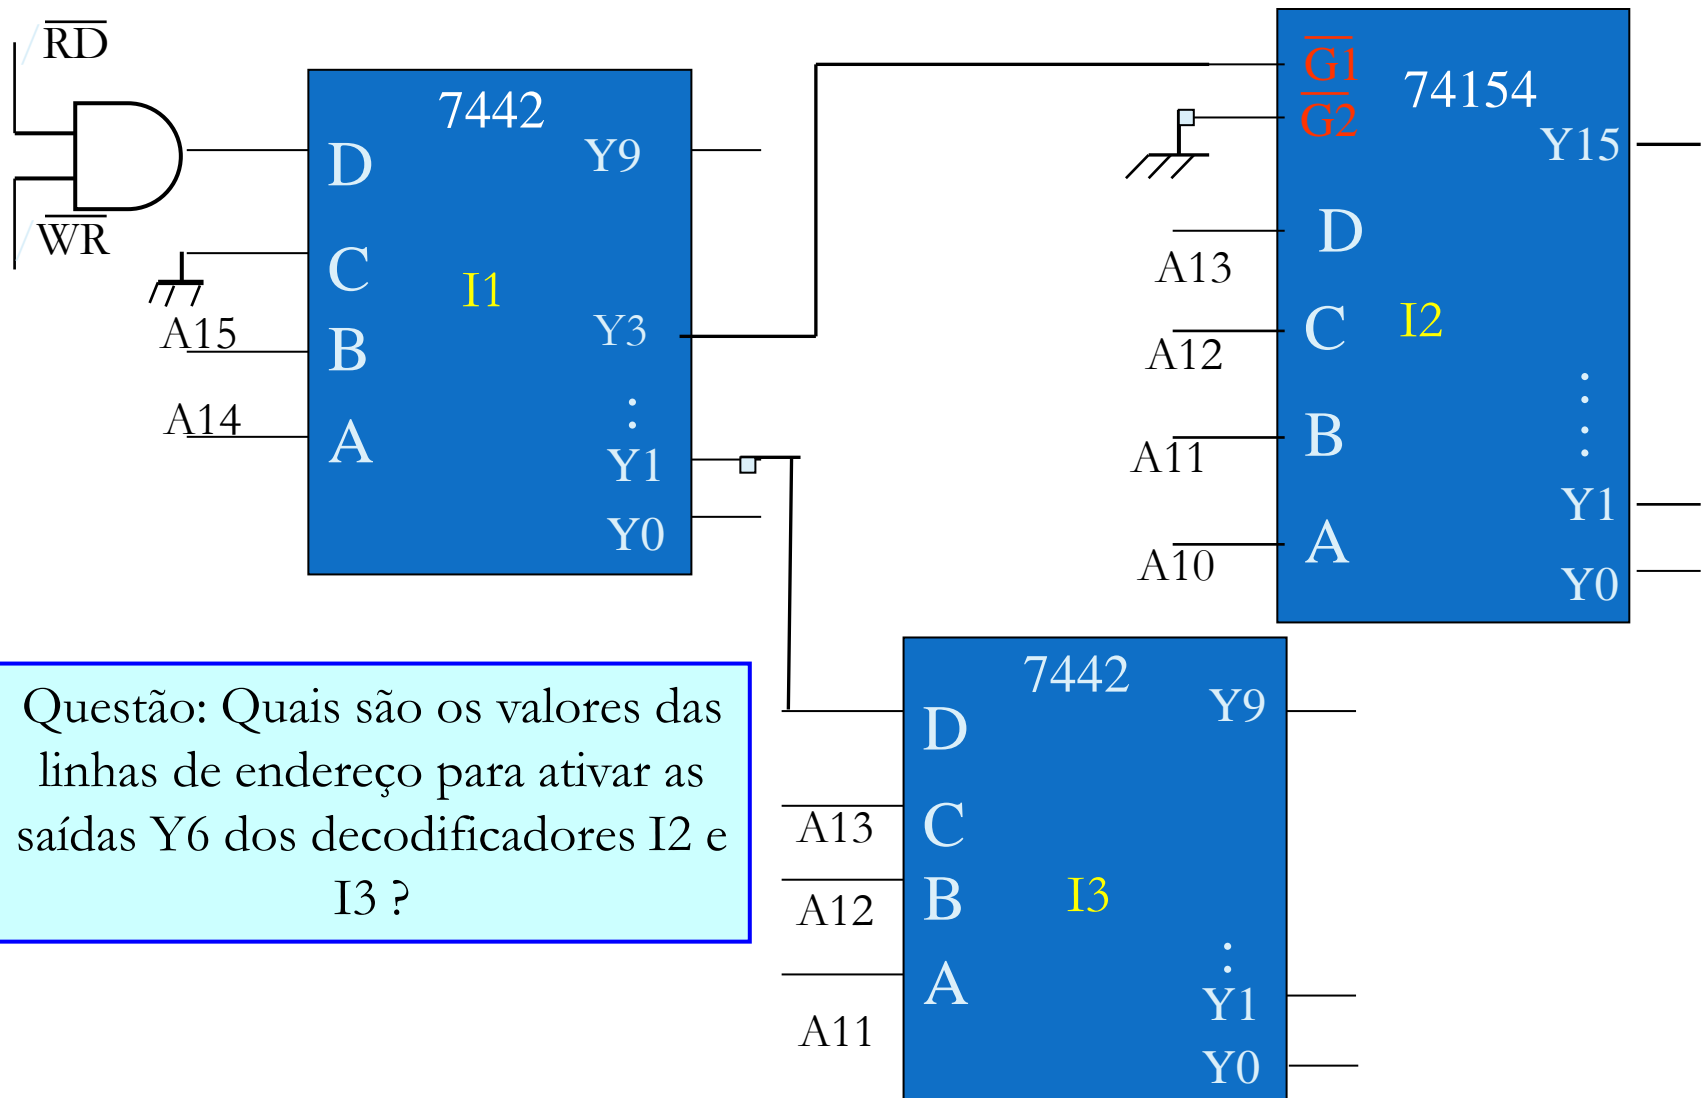 RD
WR
7442
D
Y9
C
I1
A15
B
Y3
A14
A
Y1
Y0
G1
74154
G2
Y15
D
A13
I2
C
A12
B
A11
Y1
A
A10
Y0
7442
D
Y9
C
A13
I3
B
A12
A
Y1
A11
Y0
Questão: Quais são os valores das
linhas de endereço para ativar as
saídas Y6 dos decodificadores I2 e
I3 ?